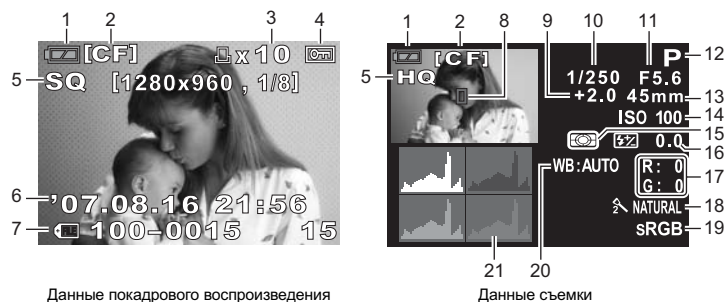 1 2 3 4
[CF] x 10
5 SQ [1280x960 , 1/8]
6 '07.08.16 21:56
7 FILE 100-0015 15
Данные покадрового воспроизведения
1 2 8 9 10 11
[CF] P 12
5 HQ 1/250 F5.6
+2.0 45mm 13
ISO 100 14
15
0.0 16
WB:AUTO R: 0 17
G: 0
NATURAL 18
sRGB 19
21 20
Данные съемки